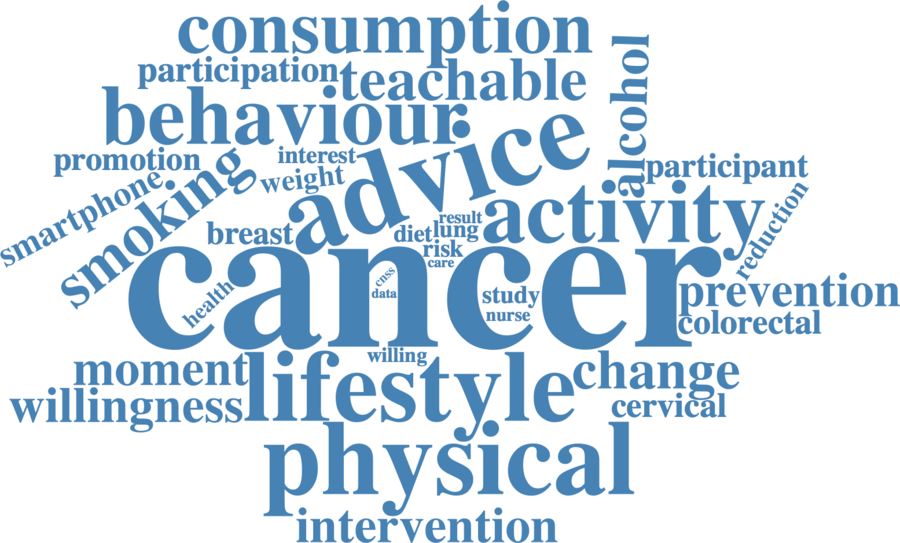 consumption
participation
teachable
behaviour
alcohol
promotion
interest
advice
participant
smartphone
smoking
weight
activity
reduction
breast
result
diet
lung
risk
care
cancer
cnss
data
health
study
nurse
prevention
colorectal
willing
moment
lifestyle
change
willingness
cervical
physical
intervention